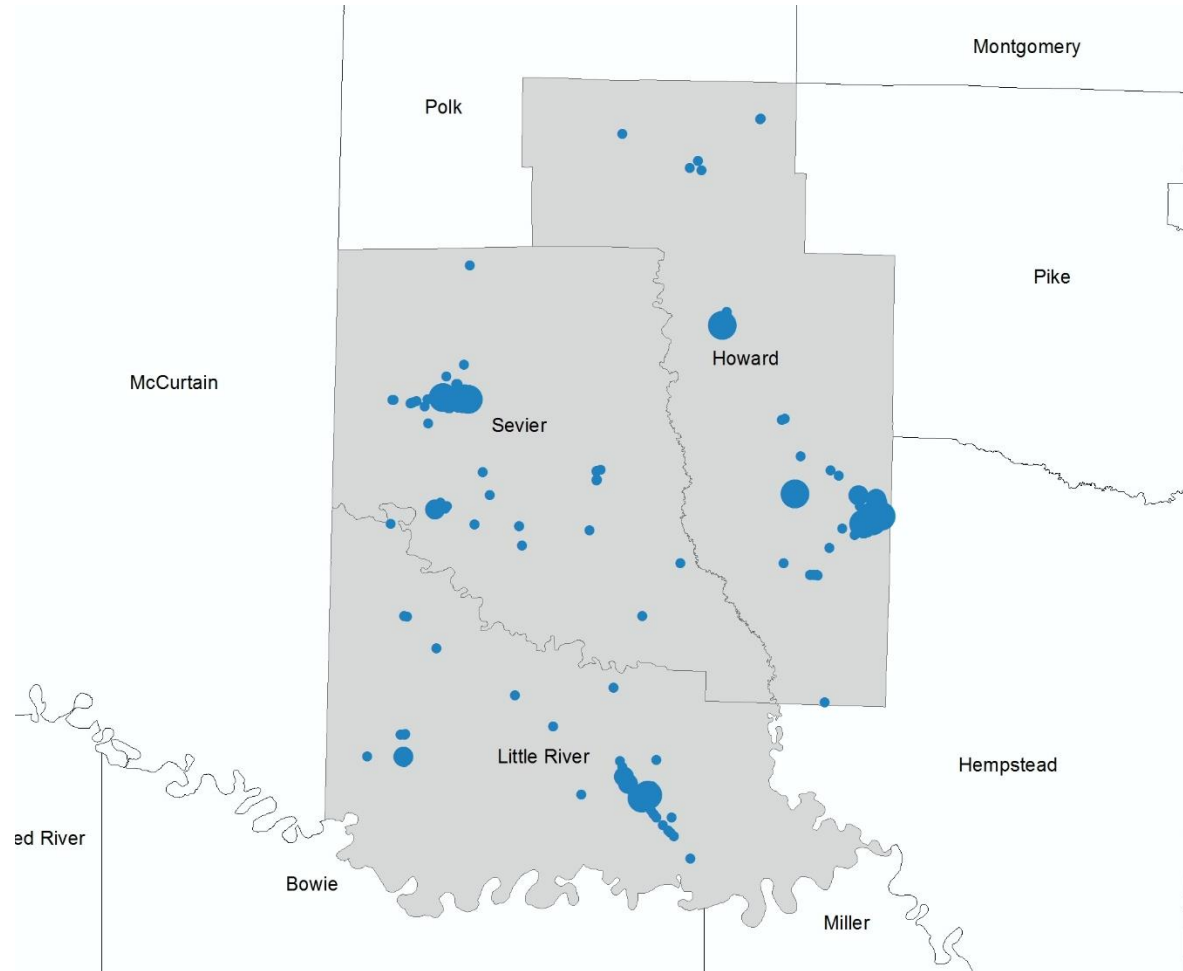 Montgomery
Polk
Pike
Howard
McCurtain
Sevier
Little River
Hempstead
ed River
Bowie
Miller